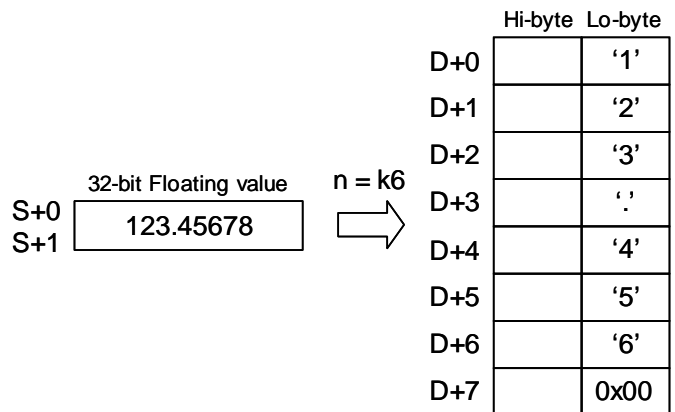 Hi-byte Lo-byte
D+0 ‘1’
D+1 ‘2’
D+2 ‘3’
D+3 ‘.’
D+4 ‘4’
D+5 ‘5’
D+6 ‘6’
D+7 0x00
32-bit Floating value
S+0
S+1
123.45678
n = k6